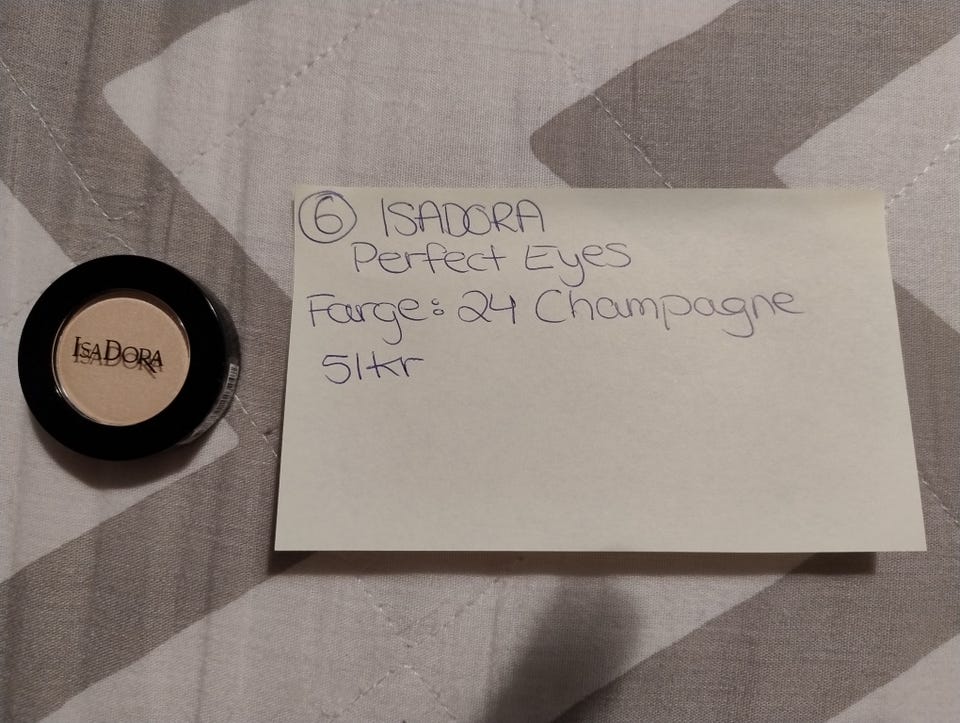 ISADORA
6 ISADORA
Perfect Eyes
Farge: 24 Champagne
51kr